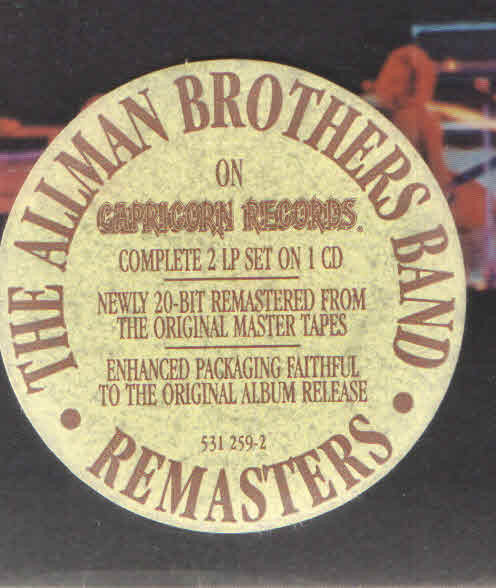 THE ALLMAN BROTHERS BAND
ON
CAPRICORN RECORDS.
COMPLETE 2 LP SET ON 1 CD
NEWLY 20-BIT REMASTERED FROM
THE ORIGINAL MASTER TAPES
ENHANCED PACKAGING FAITHFUL
TO THE ORIGINAL ALBUM RELEASE
531 259-2
• REMASTERS •